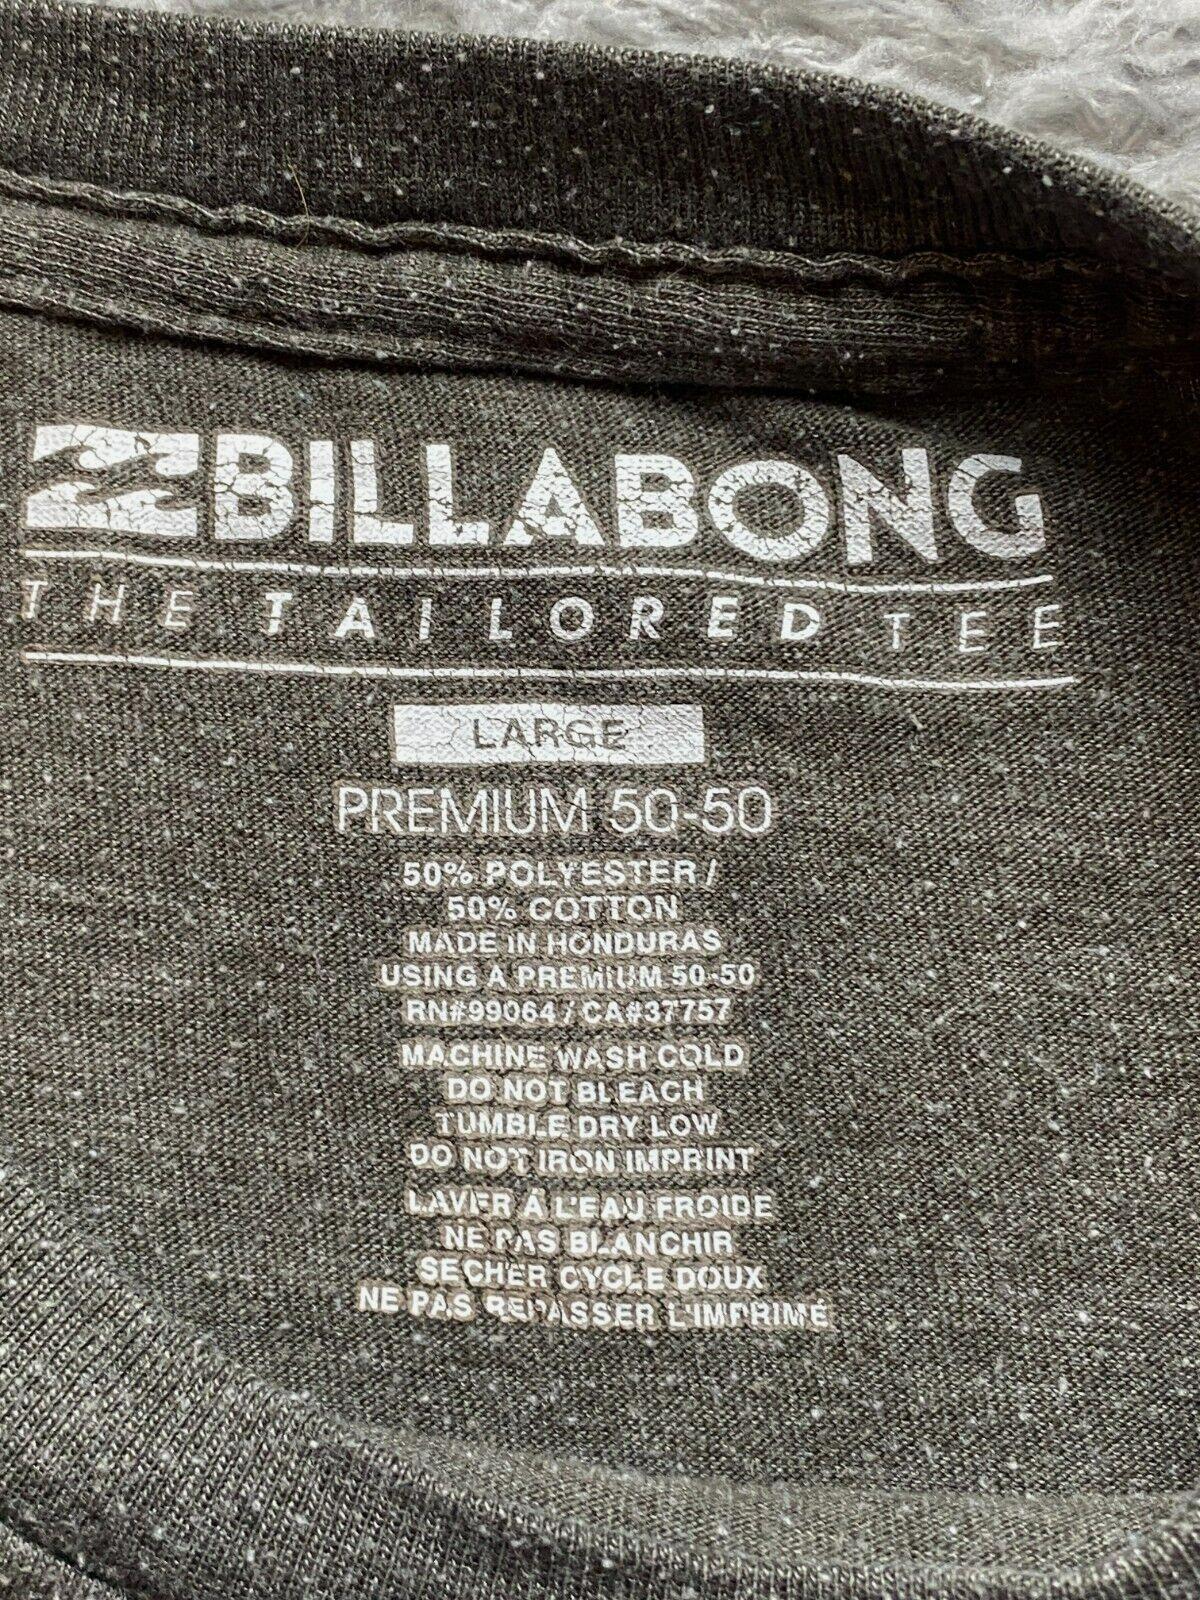 BILLABONG
THE TAILORED TEE
LARGE
PREMIUM 50-50
50% POLYESTER /
50% COTTON
MADE IN HONDURAS
USING A PREMIUM 50-50
RN#99064 / CA#37757
MACHINE WASH COLD
DO NOT BLEACH
TUMBLE DRY LOW
DO NOT IRON IMPRINT
LAVER À L'EAU FROIDE
NE PAS BLANCHIR
SECHER CYCLE DOUX
NE PAS REPASSER L'IMPRIMÉ